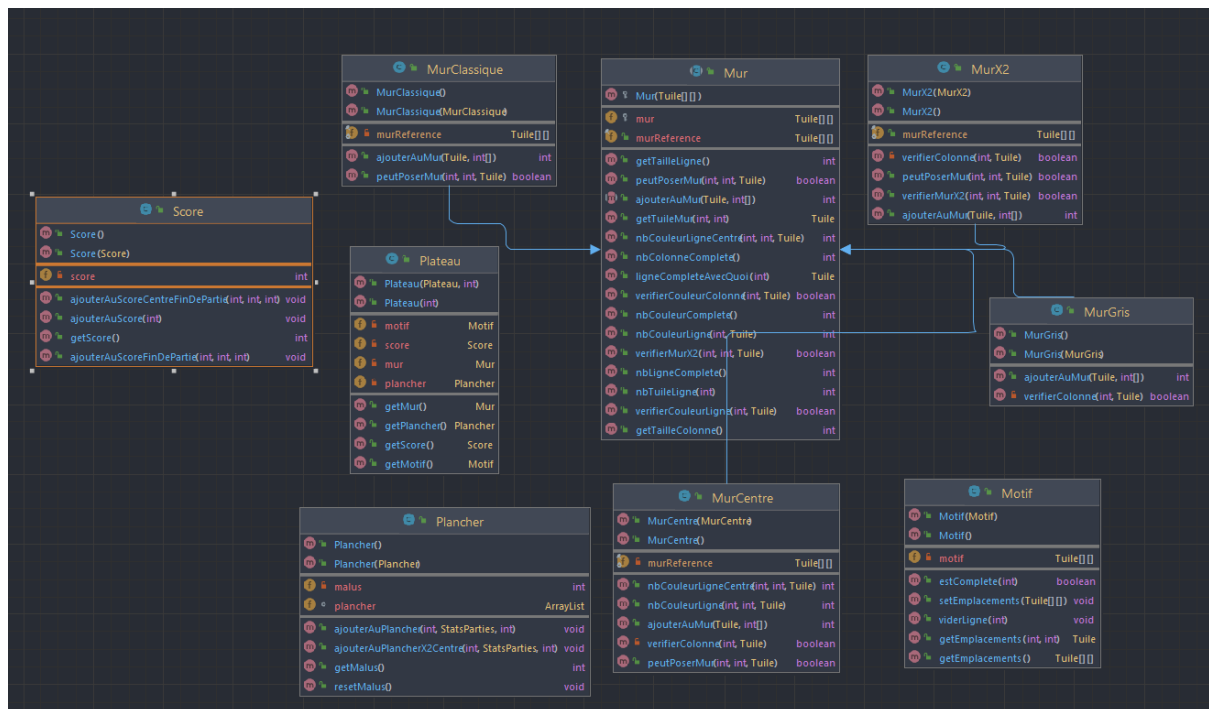 MurClassique
MurClassique()
MurClassique(MurClassique)
murReference Tuile[][]
ajouterAuMur(Tuile, int[]) int
peutPoserMur(int, int, Tuile) boolean
Mur
Mur(Tuile[][])
mur Tuile[][]
murReference Tuile[][]
getTailleLigne() int
peutPoserMur(int, int, Tuile) boolean
ajouterAuMur(Tuile, int[]) int
getTuileMur(int, int) Tuile
nbCouleurLigneCentre(int, int, Tuile) int
nbColonneComplete() int
ligneCompleteAvecQuoi(int) Tuile
verifierCouleurColonne(int, Tuile) boolean
nbCouleurComplete() int
nbCouleurLigne(int, Tuile) int
verifierMurX2(int, int, Tuile) boolean
nbLigneComplete() int
nbTuileLigne(int) int
verifierCouleurLigne(int, Tuile) boolean
getTailleColonne() int
MurX2
MurX2(MurX2)
MurX2()
murReference Tuile[][]
verifierColonne(int, Tuile) boolean
peutPoserMur(int, int, Tuile) boolean
verifierMurX2(int, int, Tuile) boolean
ajouterAuMur(Tuile, int[]) int
Score
Score()
Score(Score)
score int
ajouterAuScoreCentreFinDePartie(int, int, int) void
ajouterAuScore(int) void
getScore() int
ajouterAuScoreFinDePartie(int, int, int) void
Plateau
Plateau(Plateau, int)
Plateau(int)
motif Motif
score Score
mur Mur
plancher Plancher
getMur() Mur
getPlancher() Plancher
getScore() Score
getMotif() Motif
MurGris
MurGris()
MurGris(MurGris)
ajouterAuMur(Tuile, int[]) int
verifierColonne(int, Tuile) boolean
Plancher
Plancher()
Plancher(Plancher)
malus int
plancher ArrayList
ajouterAuPlancher(int, StatsParties, int) void
ajouterAuPlancherX2Centre(int, StatsParties, int) void
getMalus() int
resetMalus() void
MurCentre
MurCentre(MurCentre)
MurCentre()
murReference Tuile[][]
nbCouleurLigneCentre(int, int, Tuile) int
nbCouleurLigne(int, int, Tuile) int
ajouterAuMur(Tuile, int[]) int
verifierColonne(int, Tuile) boolean
peutPoserMur(int, int, Tuile) boolean
Motif
Motif(Motif)
Motif()
motif Tuile[][]
estComplete(int) boolean
setEmplacements(Tuile[][]) void
viderLigne(int) void
getEmplacements(int, int) Tuile
getEmplacements() Tuile[][]